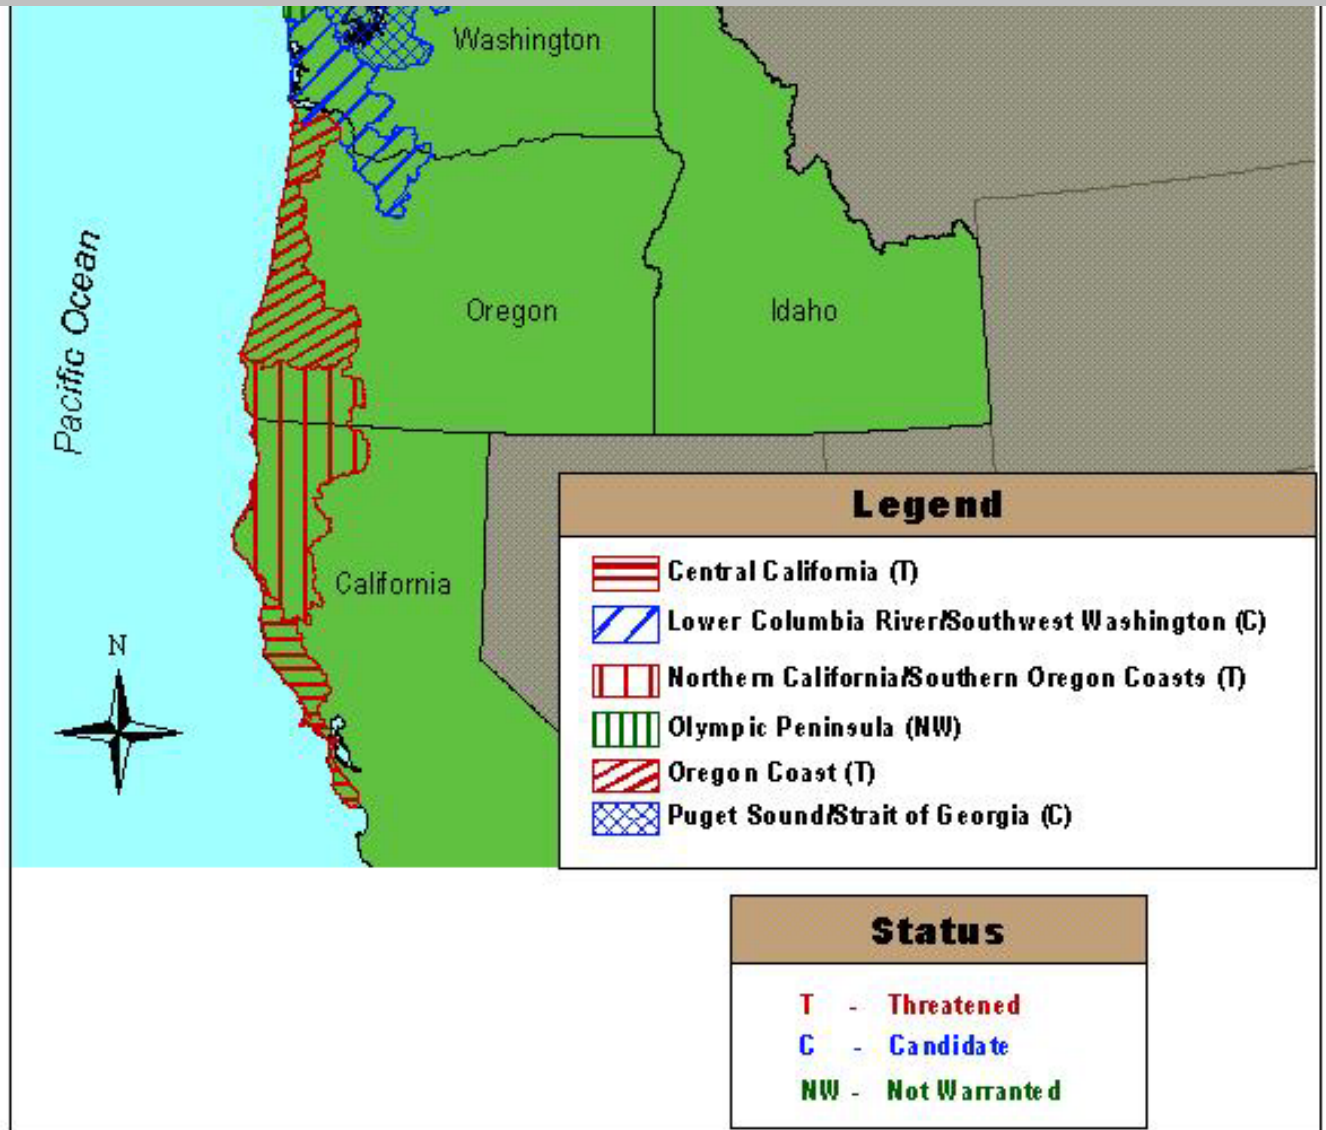 Washington
Pacific Ocean
Oregon
Idaho
California
N
Legend
Central California (T)
Lower Columbia River/Southwest Washington (C)
Northern California/Southern Oregon Coasts (T)
Olympic Peninsula (NW)
Oregon Coast (T)
Puget Sound/Strait of Georgia (C)
Status
T - Threatened
C - Candidate
NW - Not Warranted